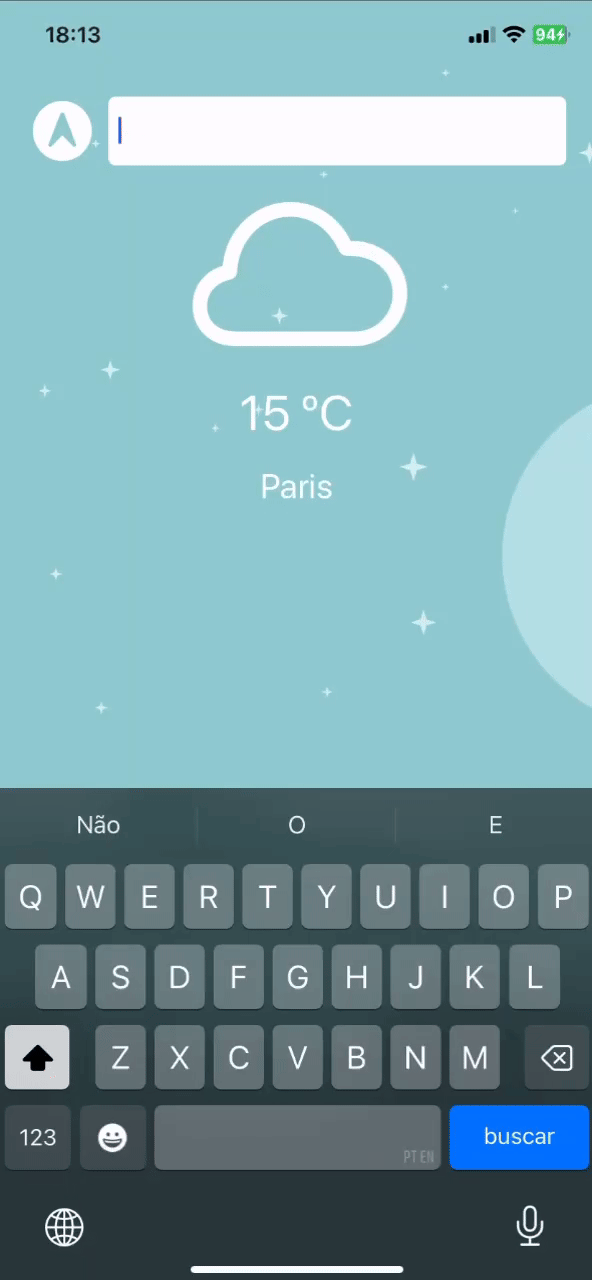 18:13
94
15 ºC
Paris
Não O E
Q W E R T Y U I O P
A S D F G H J K L
Z X C V B N M
123 PT EN buscar